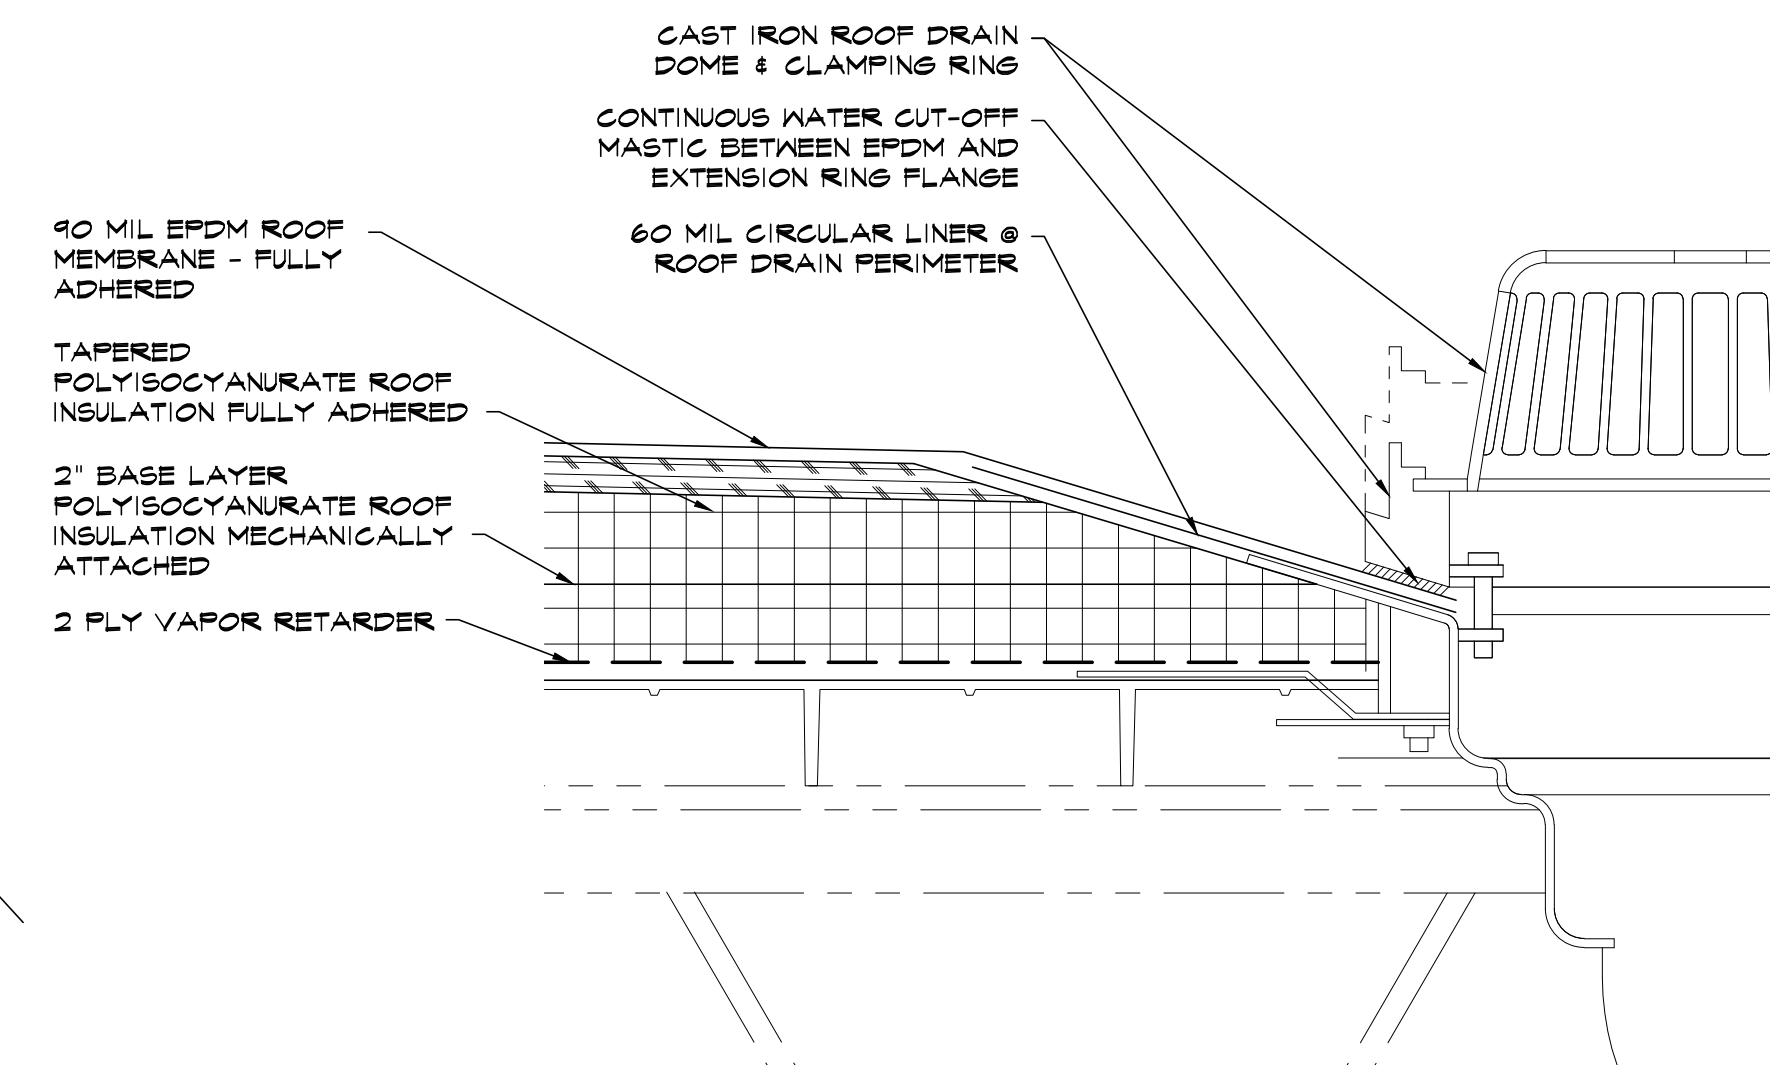 CAST IRON ROOF DRAIN
DOME & CLAMPING RING
CONTINUOUS WATER CUT-OFF
MASTIC BETWEEN EPDM AND
EXTENSION RING FLANGE
60 MIL CIRCULAR LINER @
ROOF DRAIN PERIMETER
90 MIL EPDM ROOF
MEMBRANE - FULLY
ADHERED
TAPERED
POLYISOCYANURATE ROOF
INSULATION FULLY ADHERED
2" BASE LAYER
POLYISOCYANURATE ROOF
INSULATION MECHANICALLY
ATTACHED
2 PLY VAPOR RETARDER